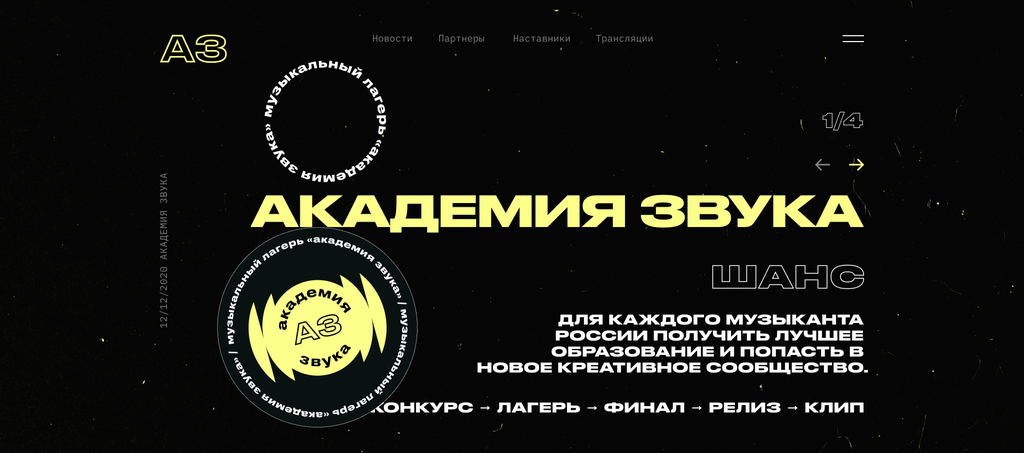 АЗ
Новости
Партнеры
Наставники
Трансляции
музыкальный лагерь «академия звука»
1/4
← →
АКАДЕМИЯ ЗВУКА
12/12/2020 АКАДЕМИЯ ЗВУКА
ШАНС
музыкальный лагерь «академия звука» / музыкальный лагерь «академия звука» /
академия
АЗ
звука
ДЛЯ КАЖДОГО МУЗЫКАНТА
РОССИИ ПОЛУЧИТЬ ЛУЧШЕЕ
ОБРАЗОВАНИЕ И ПОПАСТЬ В
НОВОЕ КРЕАТИВНОЕ СООБЩЕСТВО.
КОНКУРС → ЛАГЕРЬ → ФИНАЛ → РЕЛИЗ → КЛИП